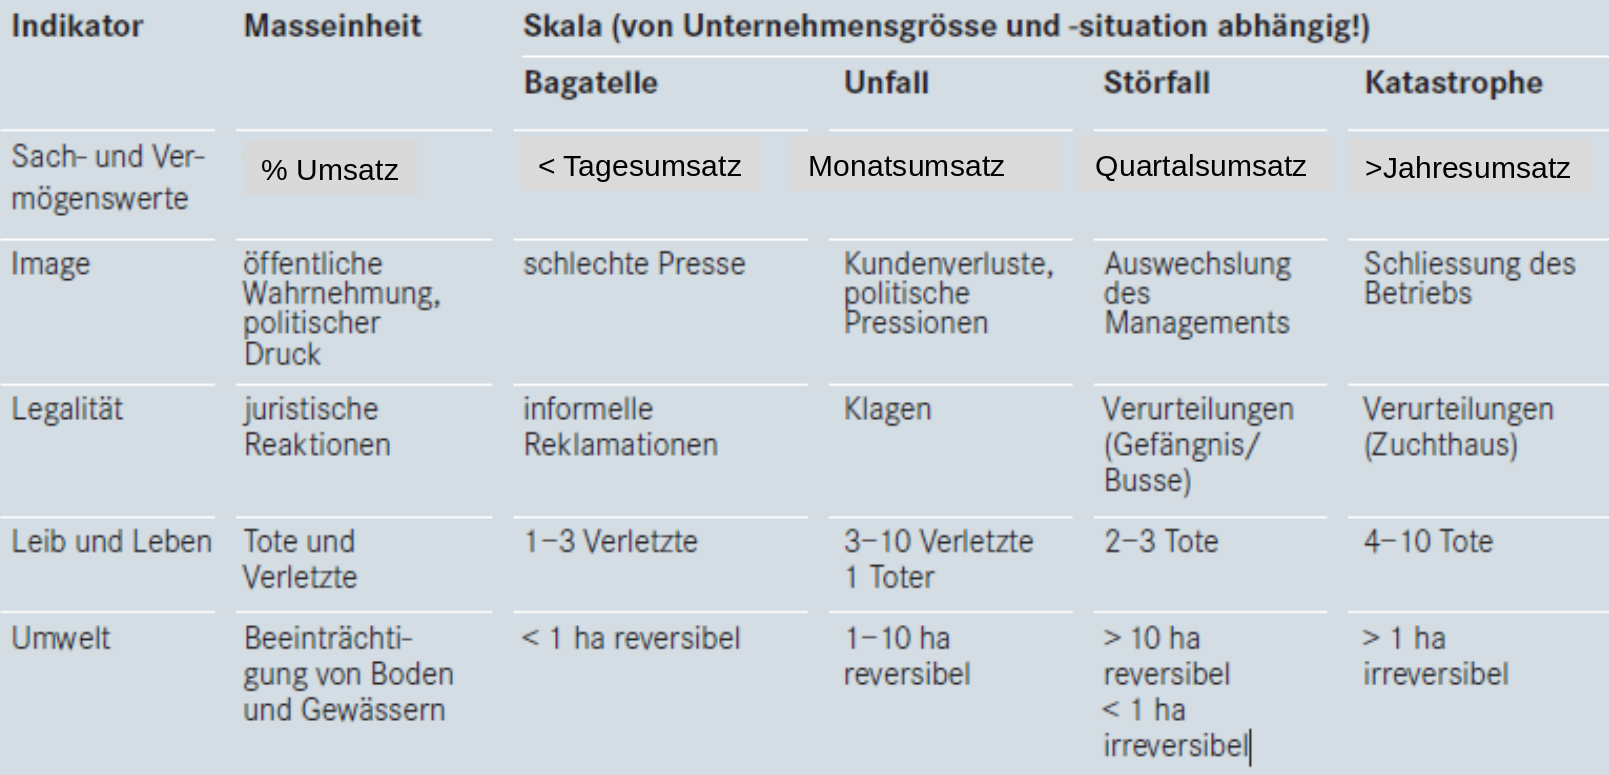 Indikator Masseinheit Skala (von Unternehmensgrösse und -situation abhängig!)
Bagatelle Unfall Störfall Katastrophe
Sach- und Ver-
mögenswerte
% Umsatz
< Tagesumsatz
Monatsumsatz
Quartalsumsatz
>Jahresumsatz
Image
öffentliche
Wahrnehmung,
politischer
Druck
schlechte Presse
Kundenverluste,
politische
Pressionen
Auswechslung
des
Managements
Schliessung des
Betriebs
Legalität
juristische
Reaktionen
informelle
Reklamationen
Klagen
Verurteilungen
(Gefängnis/
Busse)
Verurteilungen
(Zuchthaus)
Leib und Leben
Tote und
Verletzte
1–3 Verletzte
3–10 Verletzte
1 Toter
2–3 Tote
4–10 Tote
Umwelt
Beeinträchti-
gung von Boden
und Gewässern
< 1 ha reversibel
1–10 ha
reversibel
> 10 ha
reversibel
< 1 ha
irreversibel
> 1 ha
irreversibel